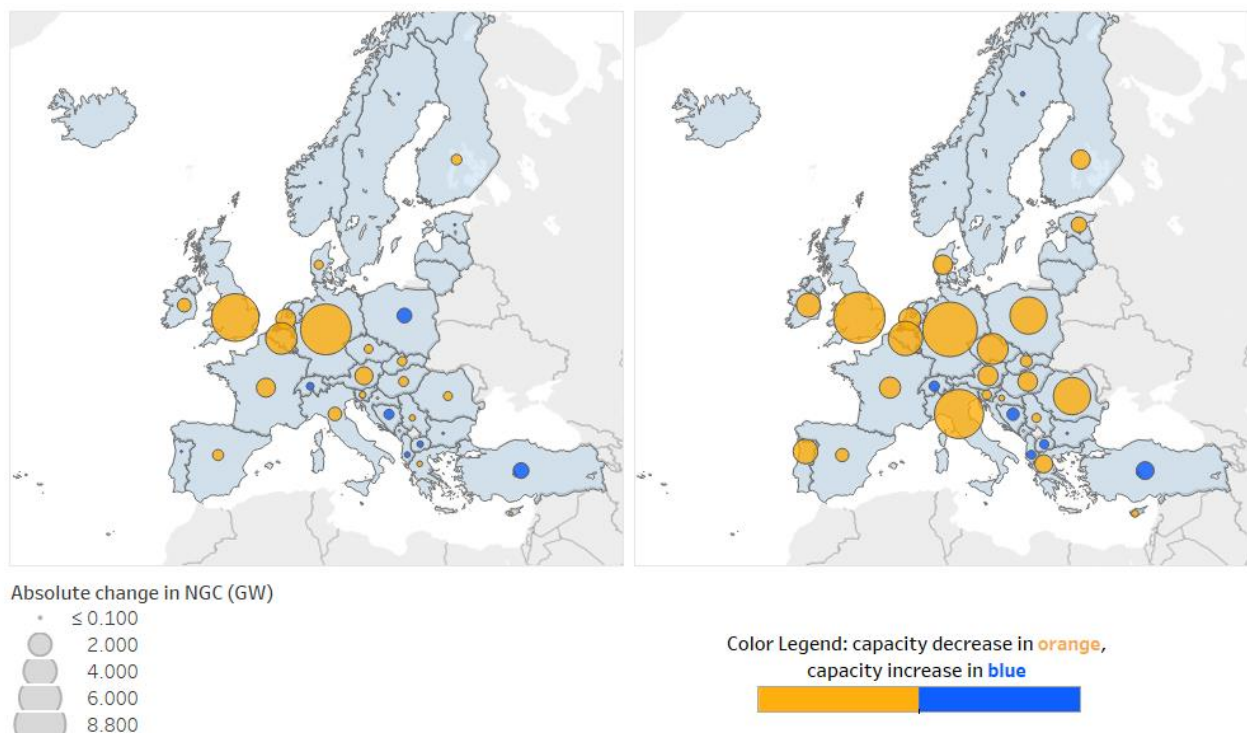 Absolute change in NGC (GW)
≤ 0.100
2.000
4.000
6.000
8.800
Color Legend: capacity decrease in orange,
capacity increase in blue